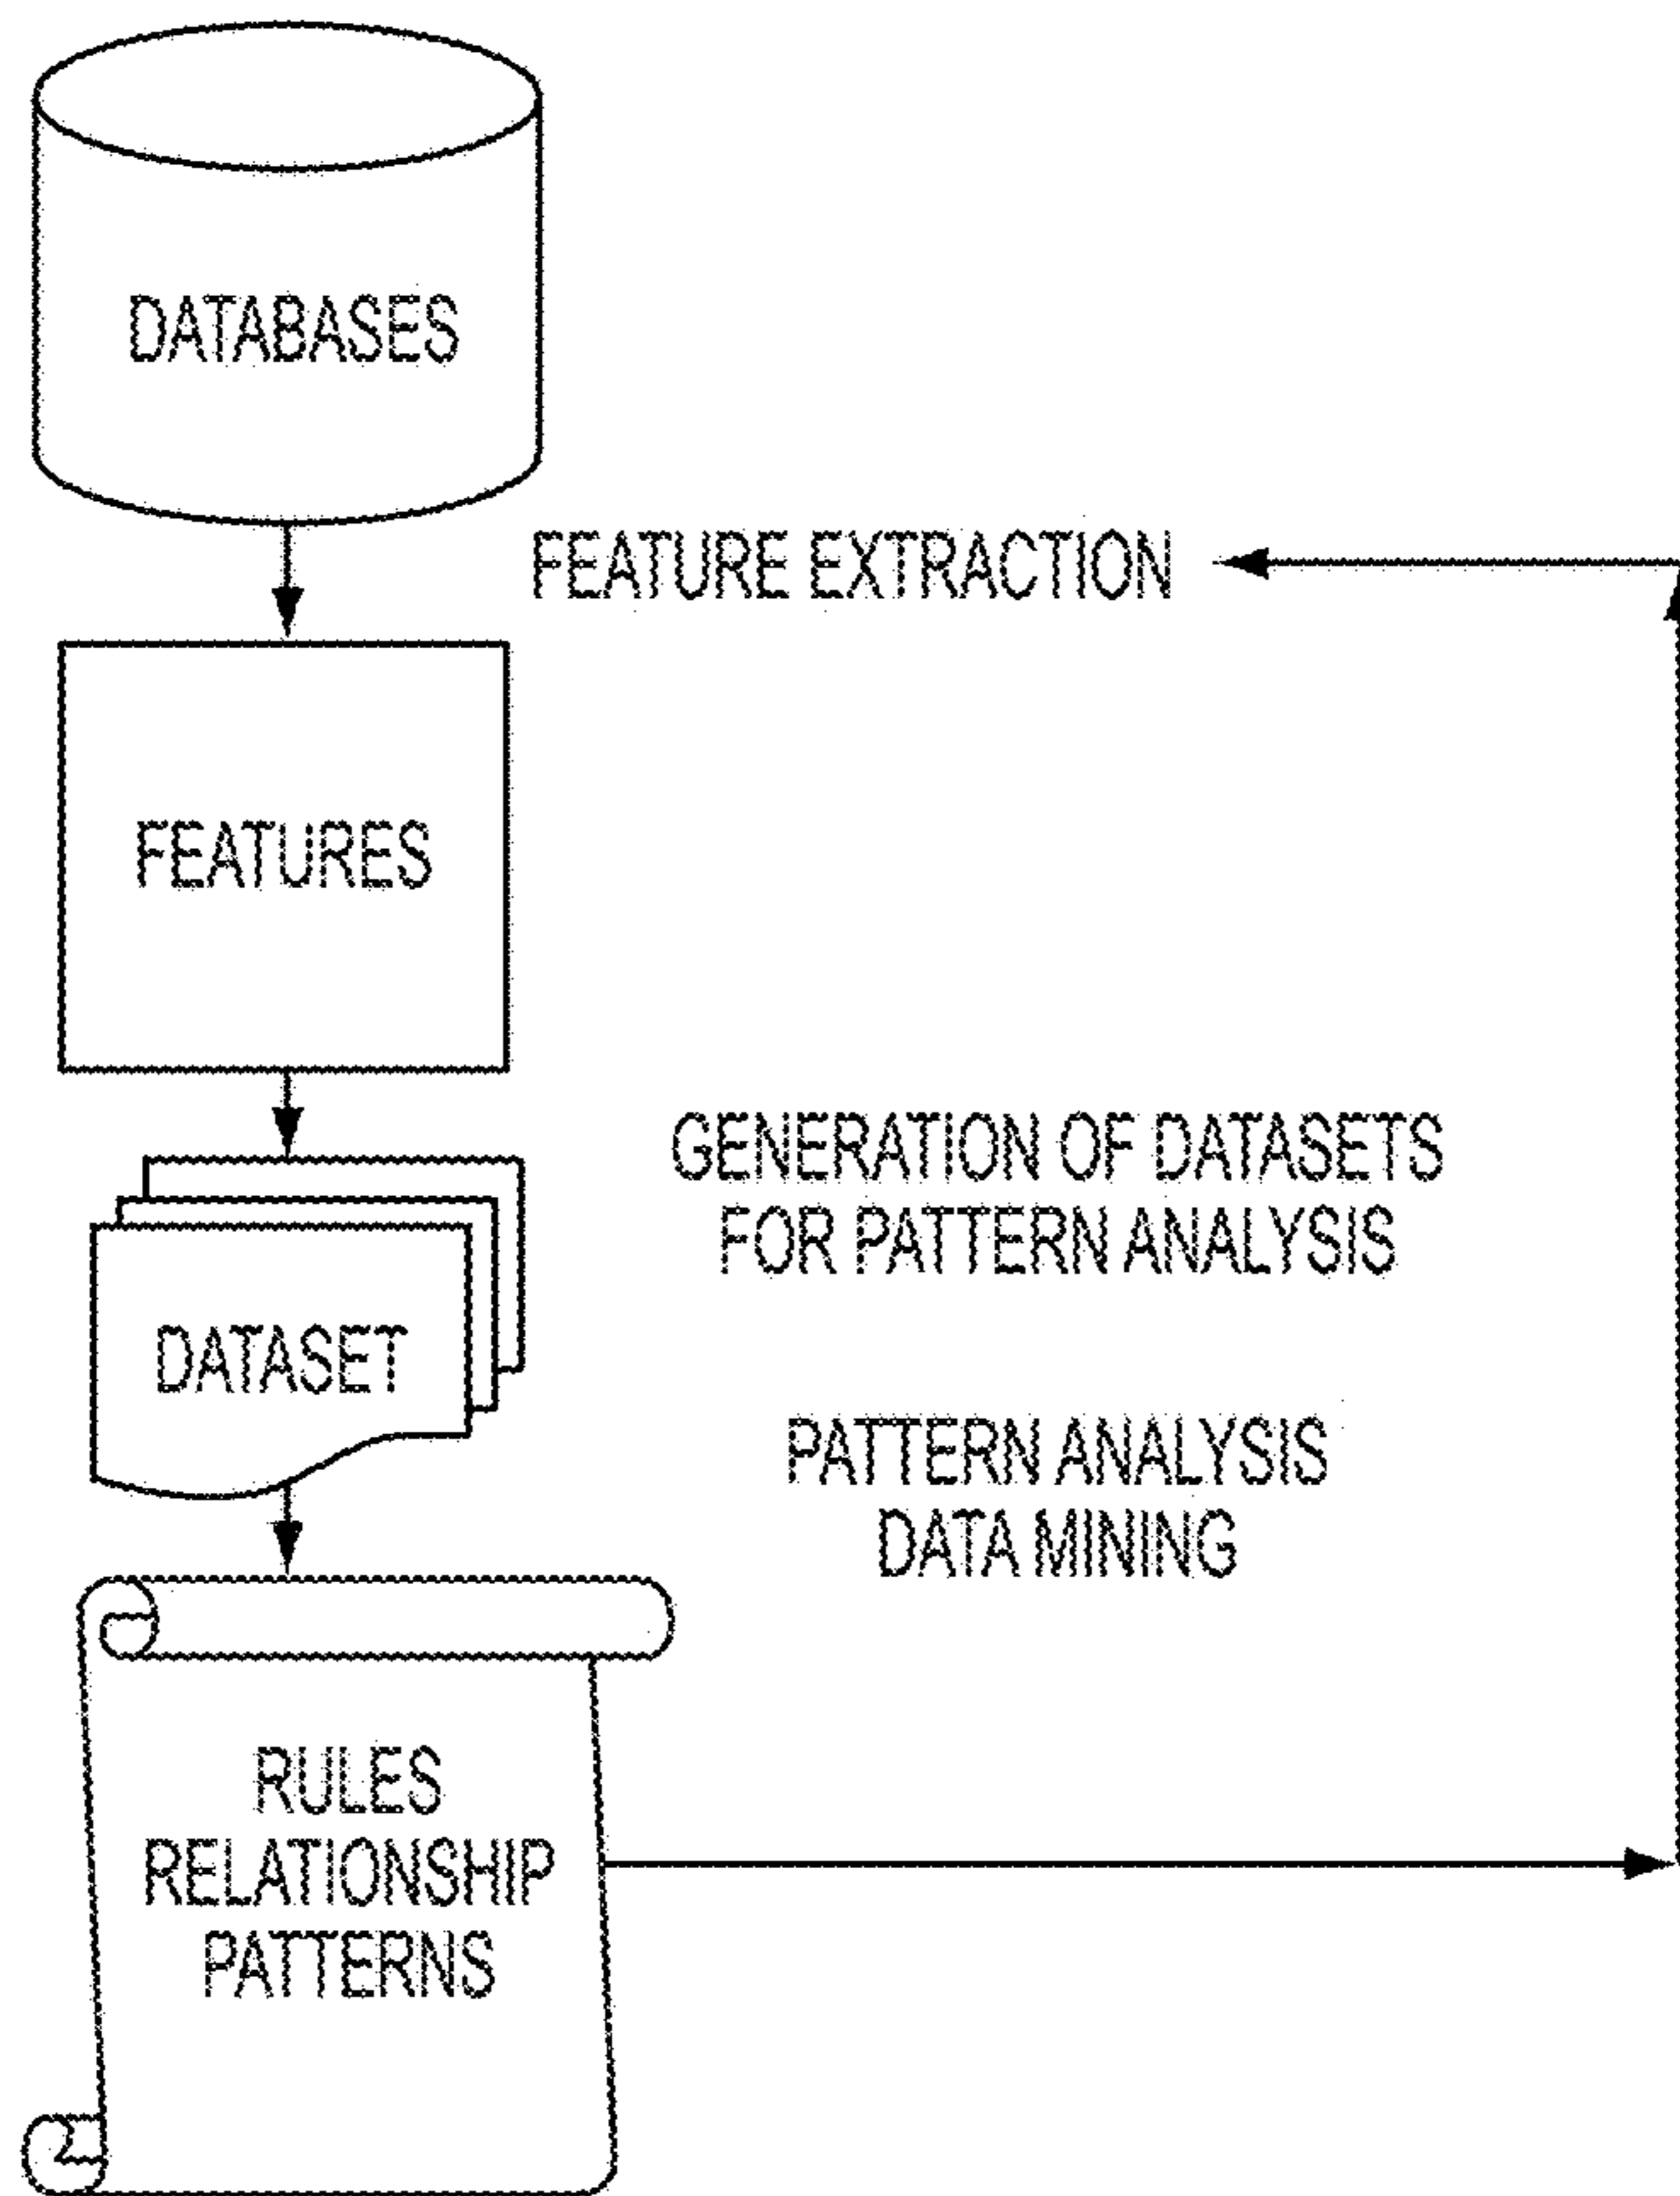 DATABASES
FEATURE EXTRACTION
FEATURES
GENERATION OF DATASETS
FOR PATTERN ANALYSIS
DATASET
PATTERN ANALYSIS
DATA MINING
RULES
RELATIONSHIP
PATTERNS